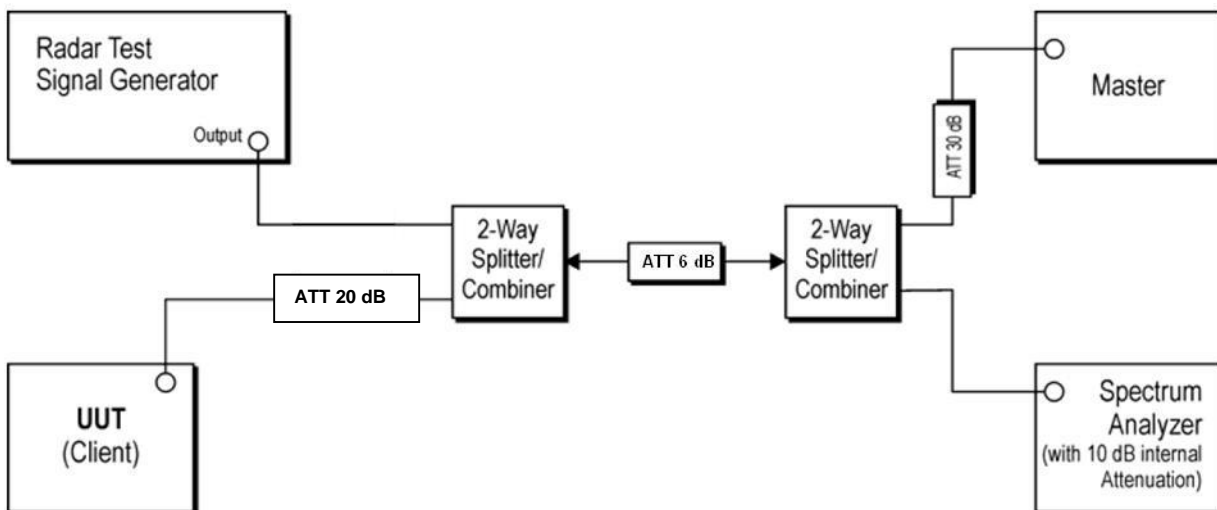 Radar Test
Signal Generator
Output
Master
ATT 30 dB
2-Way
Splitter/
Combiner
ATT 6 dB
2-Way
Splitter/
Combiner
ATT 20 dB
UUT
(Client)
Spectrum
Analyzer
(with 10 dB internal
Attenuation)